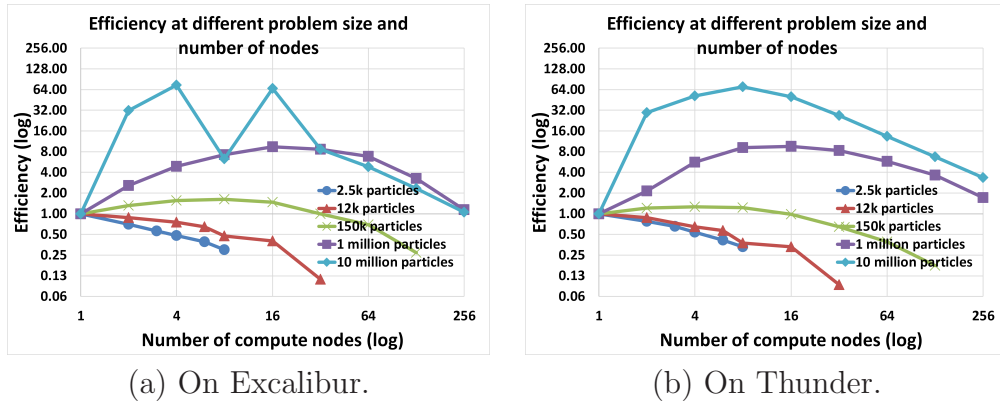 Efficiency at different problem size and
number of nodes
Efficiency (log)
256.00
128.00
64.00
32.00
16.00
8.00
4.00
2.00
1.00
0.50
0.25
0.13
0.06
2.5k particles
12k particles
150k particles
1 million particles
10 million particles
1 4 16 64 256
Number of compute nodes (log)
(a) On Excalibur.
Efficiency at different problem size and
number of nodes
Efficiency (log)
256.00
128.00
64.00
32.00
16.00
8.00
4.00
2.00
1.00
0.50
0.25
0.13
0.06
2.5k particles
12k particles
150k particles
1 million particles
10 million particles
1 4 16 64 256
Number of compute nodes (log)
(b) On Thunder.